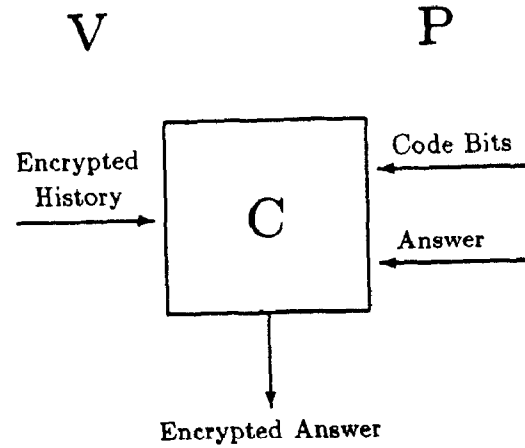 V
P
Encrypted
History
Code Bits
C
Answer
Encrypted Answer